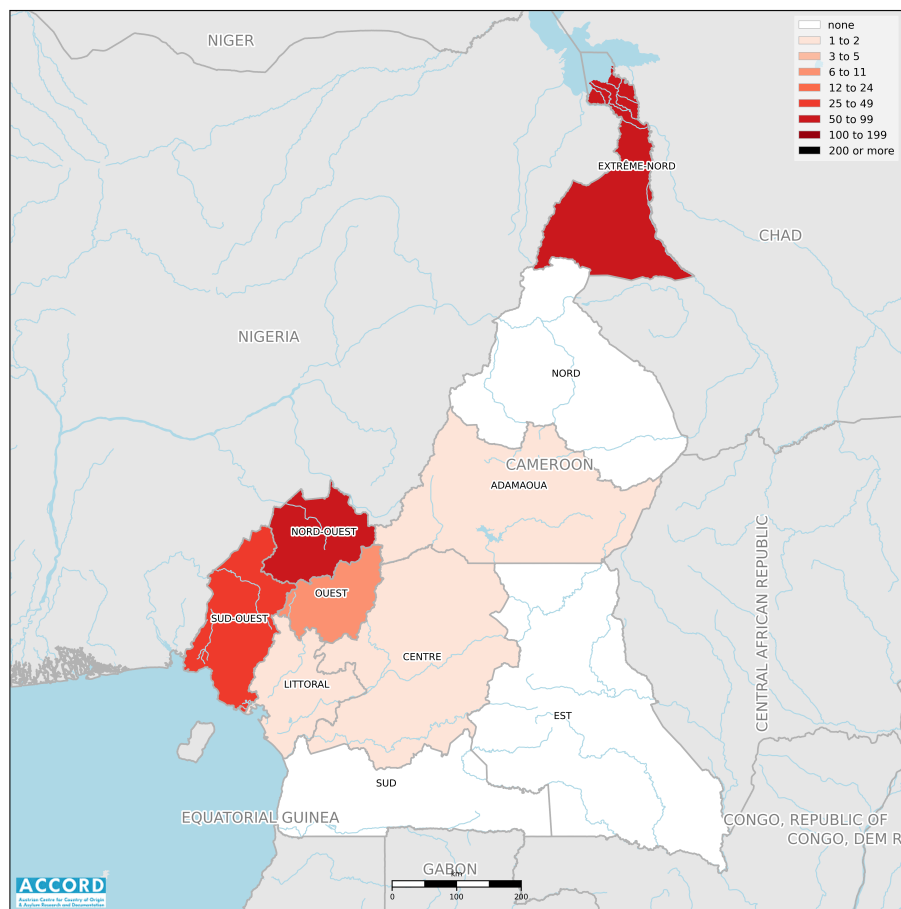 NIGER
none
1 to 2
3 to 5
6 to 11
12 to 24
25 to 49
50 to 99
100 to 199
200 or more
EXTRÊME-NORD
CHAD
NIGERIA
NORD
CAMEROON
ADAMAOUA
NORD-OUEST
OUEST
SUD-OUEST
CENTRE
LITTORAL
EST
CENTRAL AFRICAN REPUBLIC
SUD
EQUATORIAL GUINEA
CONGO, REPUBLIC OF
CONGO, DEM R
GABON
km
0 100 200
ACCORD
Austrian Centre for Country of Origin
& Asylum Research and Documentation